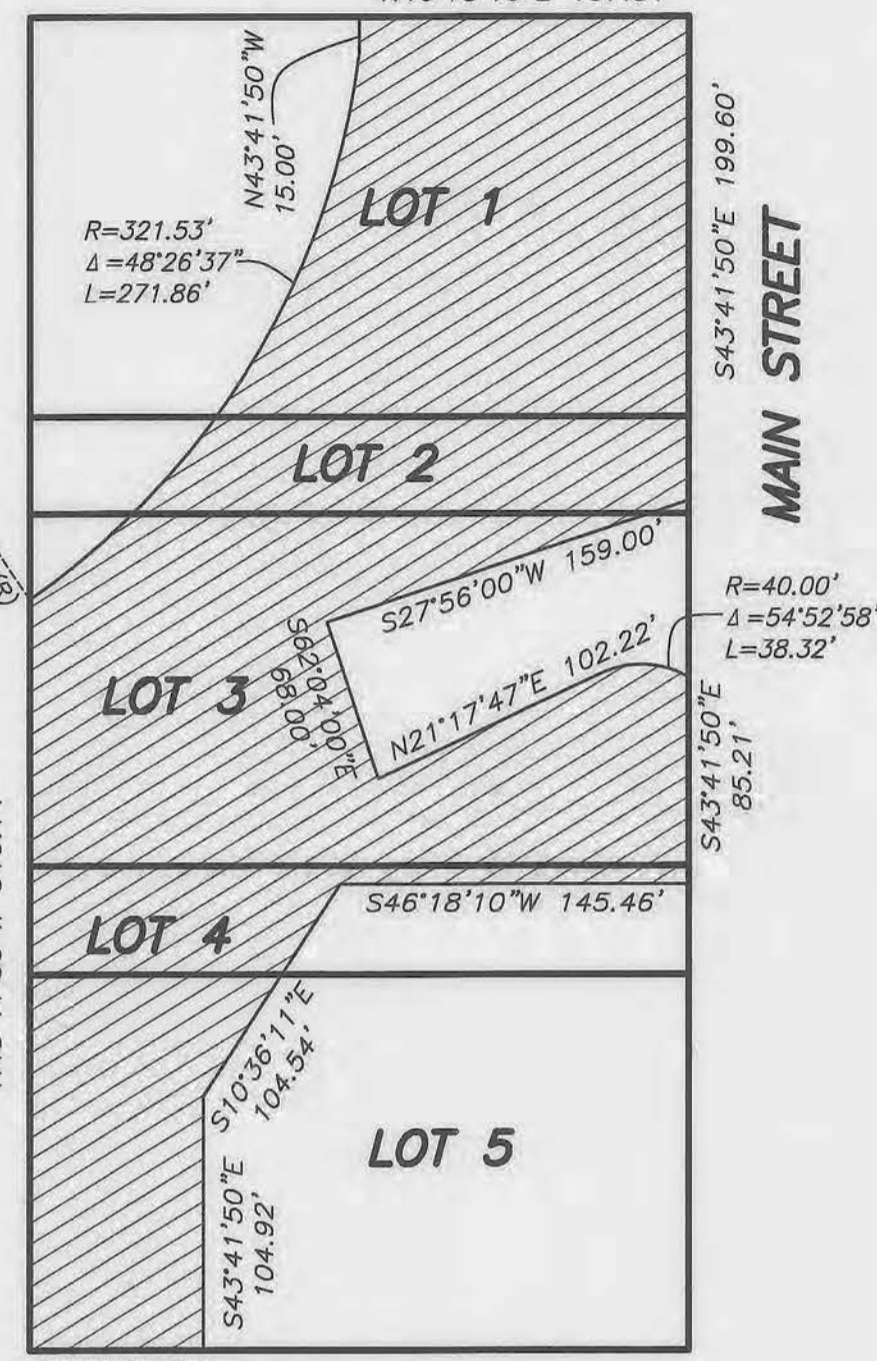 N43°41'50"W
15.00'
LOT 1
R=321.53'
Δ=48°26'37"
L=271.86'
S43°41'50"E 199.60'
MAIN STREET
LOT 2
S27°56'00"W 159.00'
R=40.00'
Δ=54°52'58"
L=38.32'
S62°04'00"E
68.00'
N21°17'47"E 102.22'
LOT 3
S43°41'50"E
85.21'
S46°18'10"W 145.46'
LOT 4
S10°36'11"E
104.54'
LOT 5
S43°41'50"E
104.92'